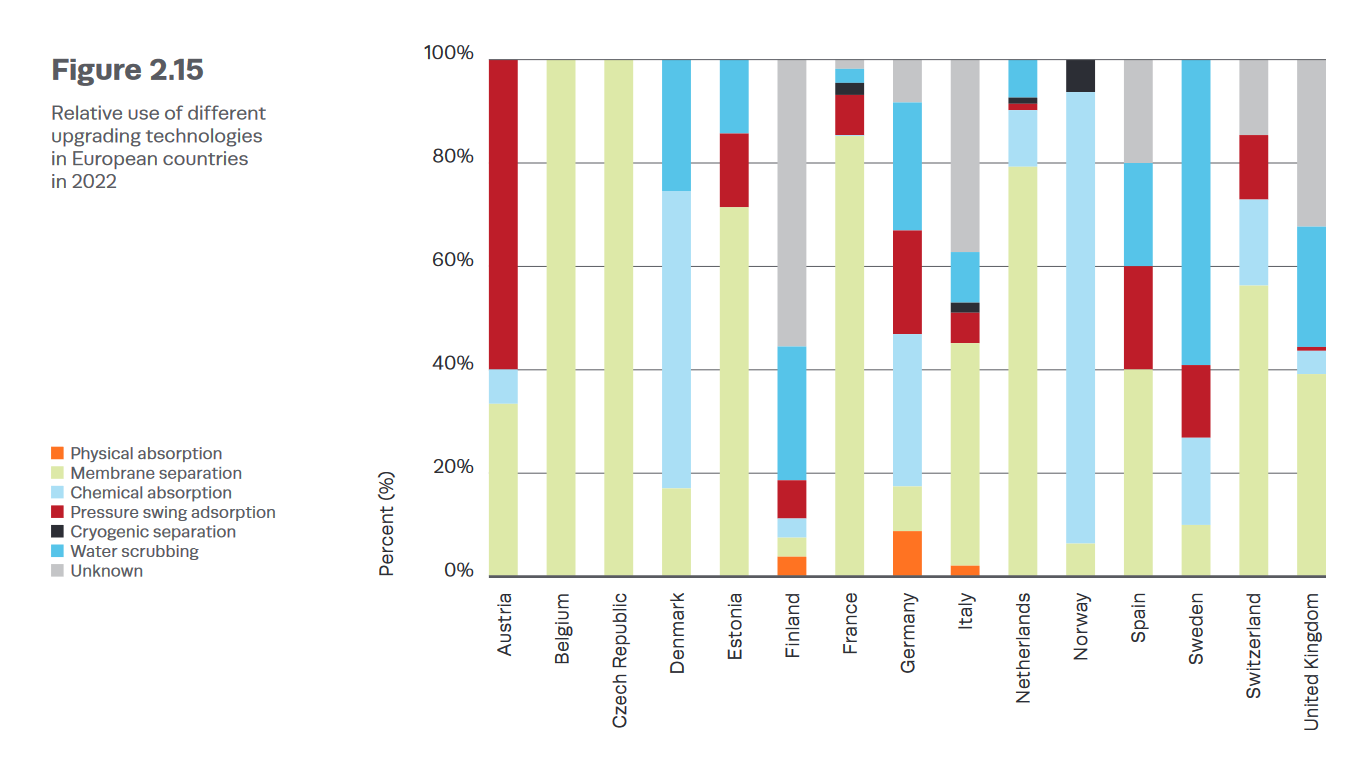 Figure 2.15
Relative use of different
upgrading technologies
in European countries
in 2022
Physical absorption
Membrane separation
Chemical absorption
Pressure swing adsorption
Cryogenic separation
Water scrubbing
Unknown
Percent (%)
100%
80%
60%
40%
20%
0%
Austria
Belgium
Czech Republic
Denmark
Estonia
Finland
France
Germany
Italy
Netherlands
Norway
Spain
Sweden
Switzerland
United Kingdom